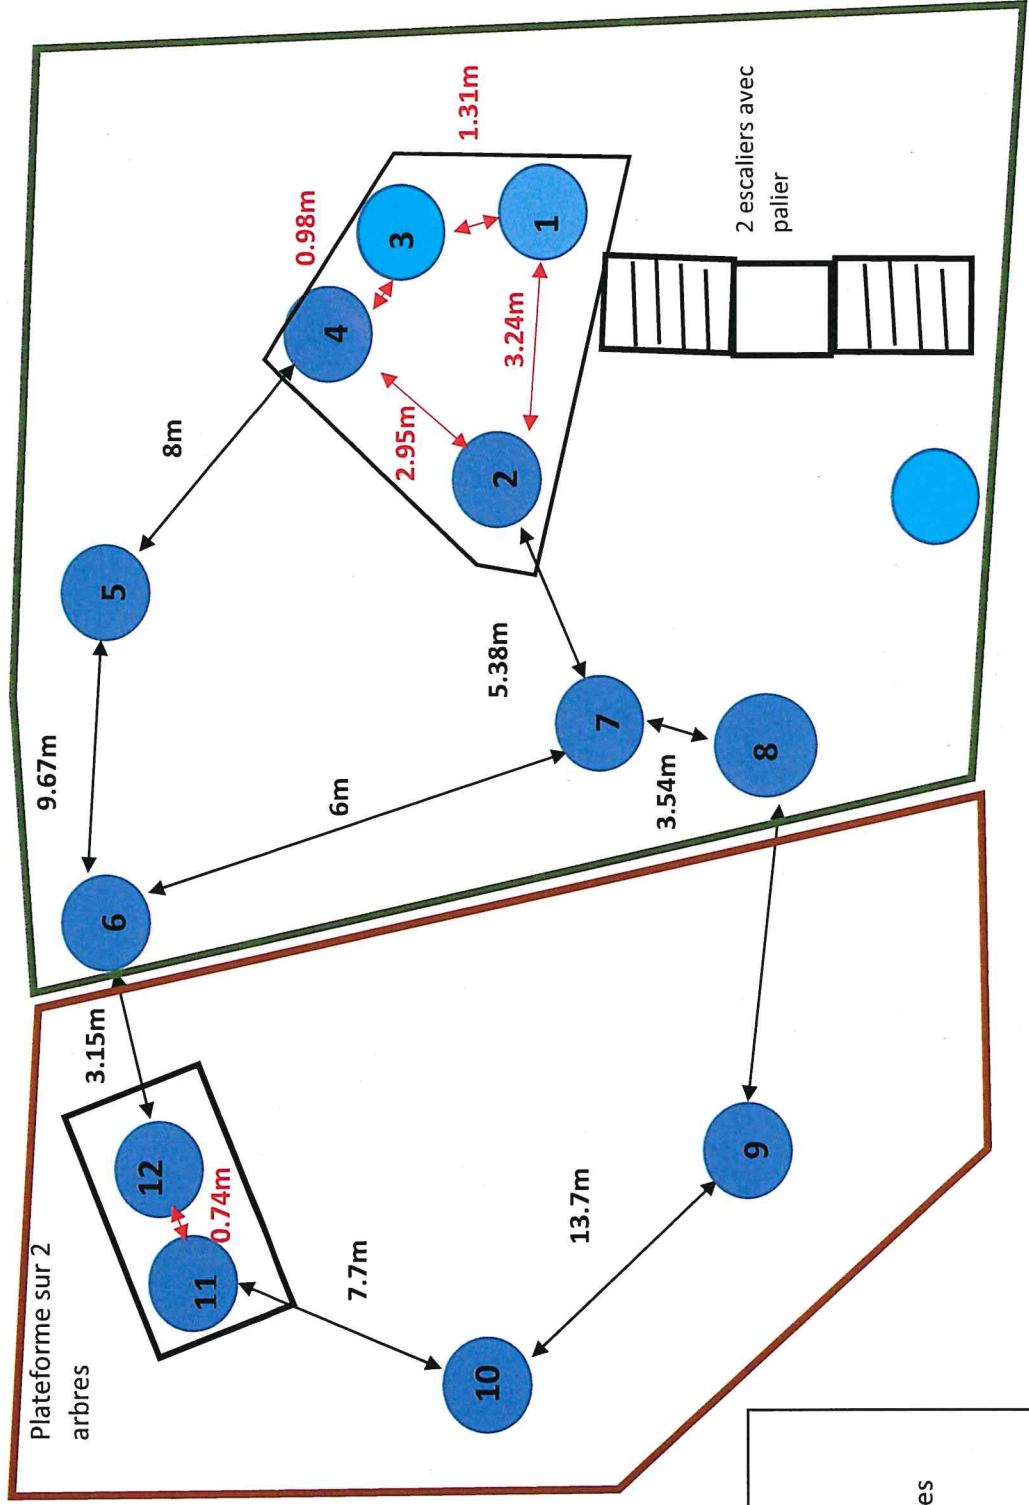 Plateforme sur 2
arbres
3.15m
9.67m
8m
0.98m
1.31m
12
0.74m
11
6
5
4
3
1
2.95m
3.24m
2
7.7m
6m
5.38m
10
13.7m
7
3.54m
9
8
2 escaliers avec
palier
es